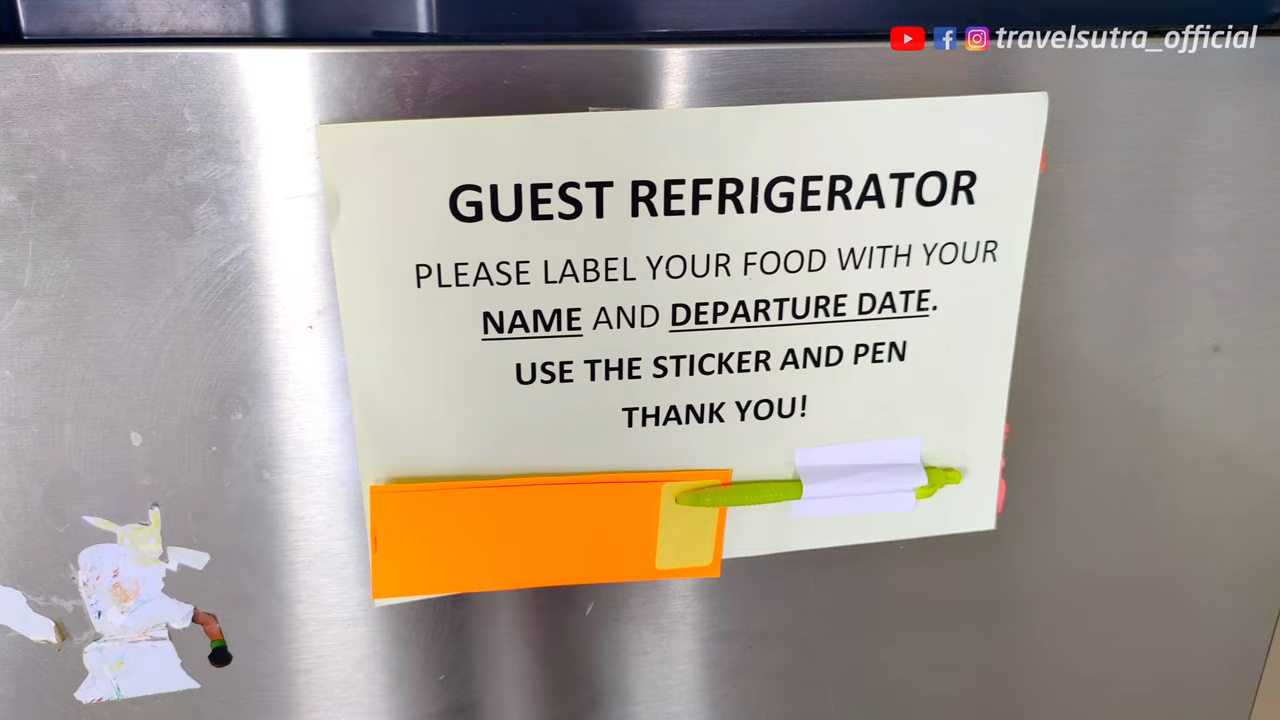 travelsutra_official
GUEST REFRIGERATOR
PLEASE LABEL YOUR FOOD WITH YOUR
NAME AND DEPARTURE DATE.
USE THE STICKER AND PEN
THANK YOU!